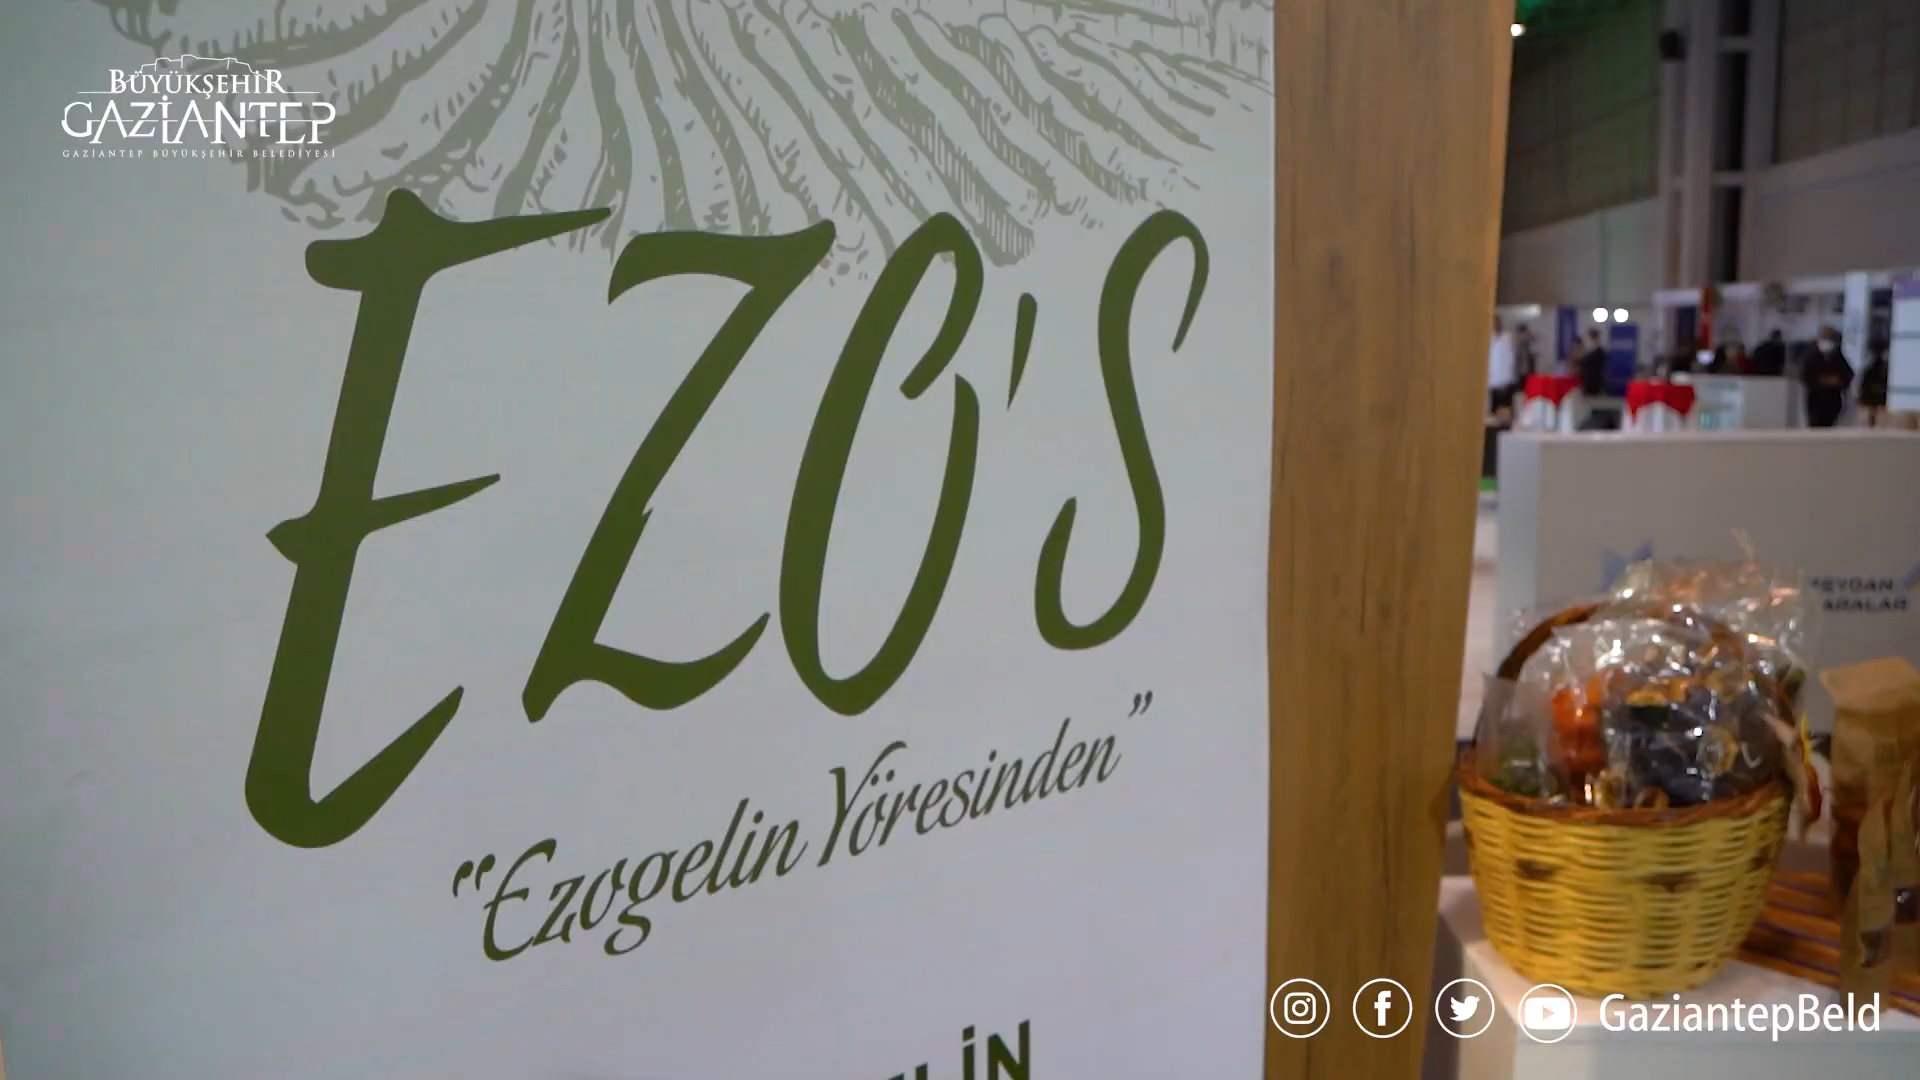 BÜYÜKŞEHİR
GAZİANTEP
GAZİANTEP BÜYÜKŞEHİR BELEDİYESİ
EZO'S
“Ezogelin Yöresinden”
GaziantepBeld